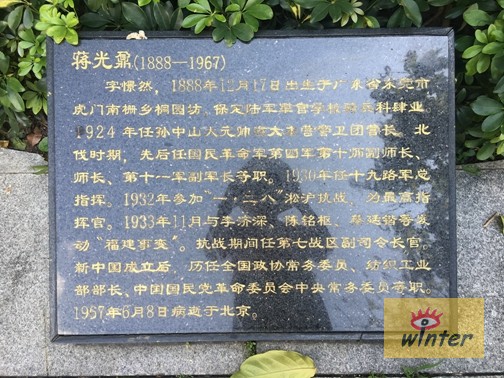 蒋光鼐(1888—1967)
字憬然，1888年12月17日出生于广东省东莞市
虎门南栅乡桐园坊。保定陆军军官学校骑兵科肄业。
1924年任孙中山大元帅府大本营警卫团营长。北
伐时期，先后任国民革命军第四军第十师副师长、
师长、第十一军副军长等职。1930年任十九路军总
指挥。1932年参加“一·二八”淞沪抗战，为最高指
挥官。1933年11月与李济深、陈铭枢、蔡廷锴等发
动“福建事变”。抗战期间任第七战区副司令长官。
新中国成立后，历任全国政协常务委员、纺织工业
部部长、中国国民党革命委员会中央常务委员等职。
1967年6月8日病逝于北京。
winter